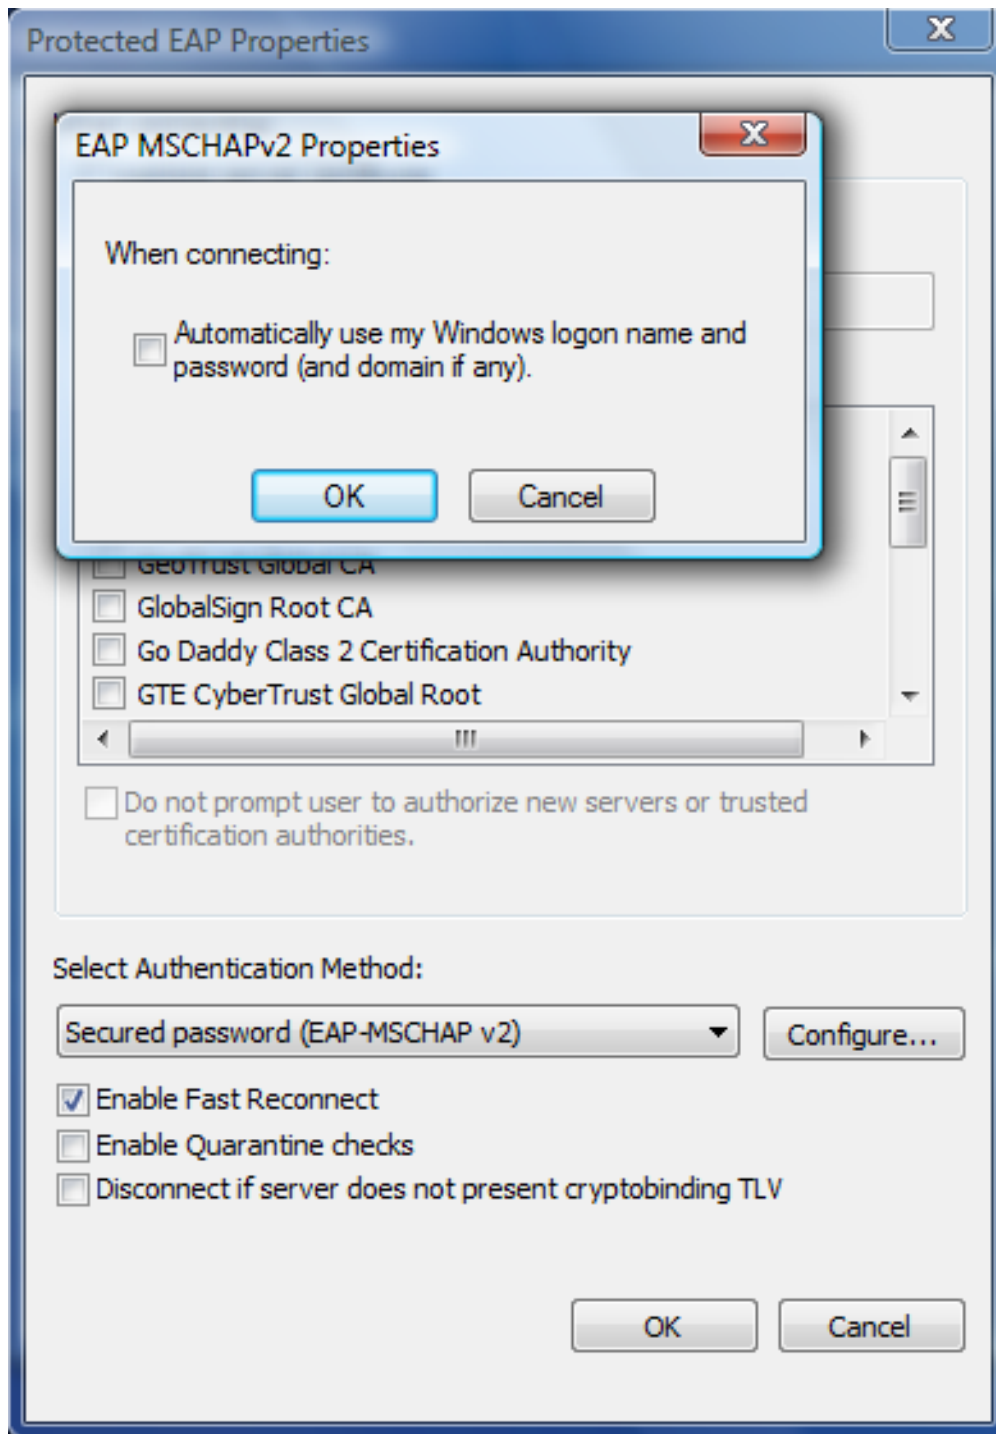 Protected EAP Properties
EAP MSCHAPv2 Properties
When connecting:
Automatically use my Windows logon name and
password (and domain if any).
OK
Cancel
GeoTrust Global CA
GlobalSign Root CA
Go Daddy Class 2 Certification Authority
GTE CyberTrust Global Root
Do not prompt user to authorize new servers or trusted
certification authorities.
Select Authentication Method:
Secured password (EAP-MSCHAP v2)
Configure...
Enable Fast Reconnect
Enable Quarantine checks
Disconnect if server does not present cryptobinding TLV
OK
Cancel